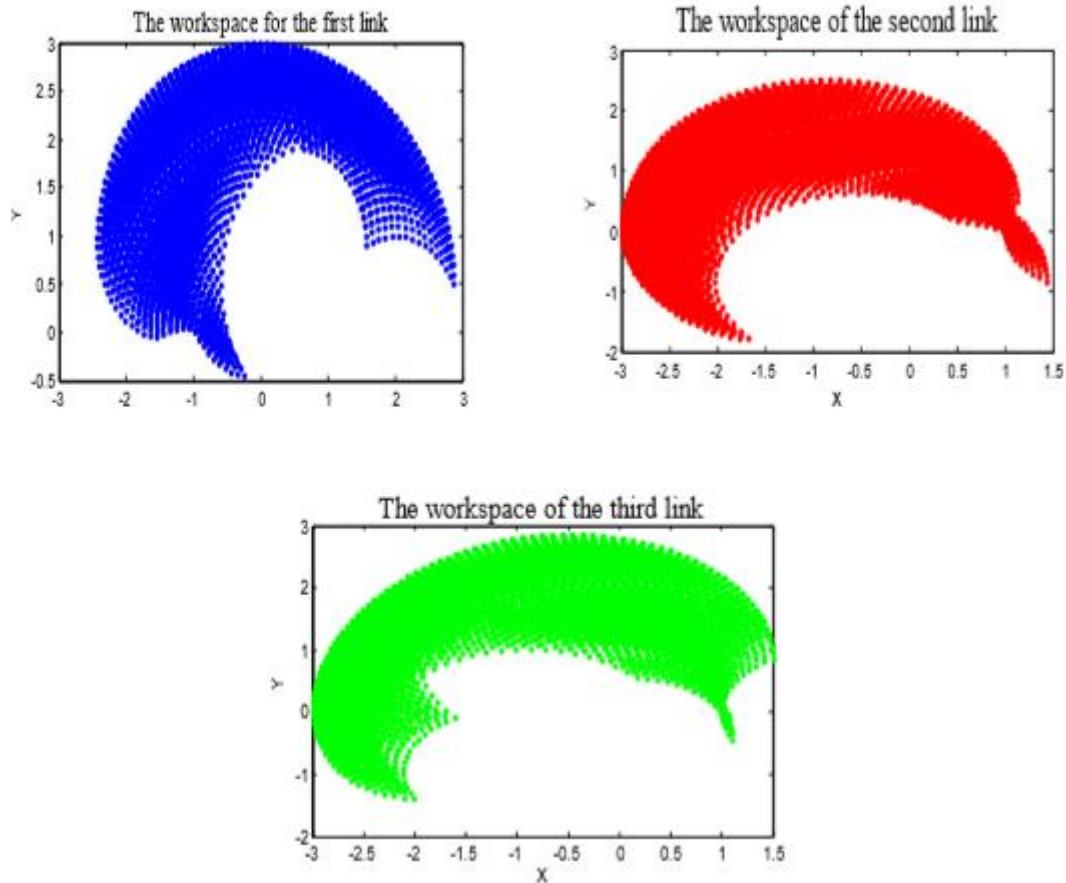 The workspace for the first link
3
2.5
2
1.5
1
0.5
0
-0.5
Y
-3 -2 -1 0 1 2 3
The workspace of the second link
3
2
1
0
-1
-2
Y
-3 -2.5 -2 -1.5 -1 -0.5 0 0.5 1 1.5
X
The workspace of the third link
3
2
1
0
-1
-2
Y
-3 -2.5 -2 -1.5 -1 -0.5 0 0.5 1 1.5
X